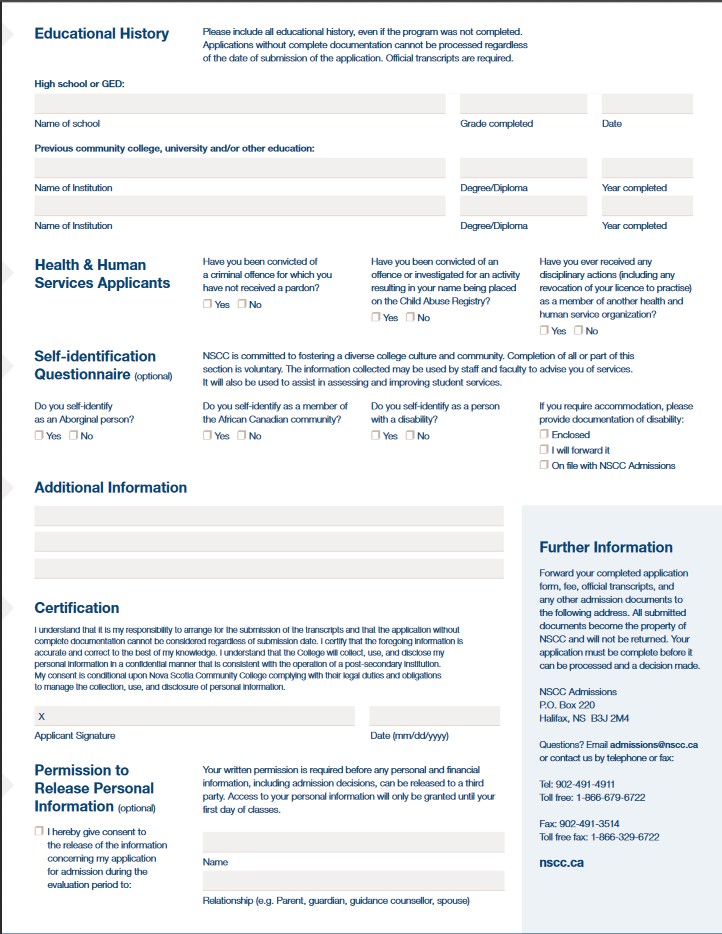 Educational History
Please include all educational history, even if the program was not completed.
Applications without complete documentation cannot be processed regardless
of the date of submission of the application. Official transcripts are required.
High school or GED:
Name of school
Grade completed
Date
Previous community college, university and/or other education:
Name of Institution
Degree/Diploma
Year completed
Name of Institution
Degree/Diploma
Year completed
Health & Human
Services Applicants
Have you been convicted of
a criminal offence for which you
have not received a pardon?
Yes No
Have you been convicted of an
offence or investigated for an activity
resulting in your name being placed
on the Child Abuse Registry?
Yes No
Have you ever received any
disciplinary actions (including any
revocation of your licence to practise)
as a member of another health and
human service organization?
Yes No
Self-identification
Questionnaire (optional)
NSCC is committed to fostering a diverse college culture and community. Completion of all or part of this
section is voluntary. The information collected may be used by staff and faculty to advise you of services.
It will also be used to assist in assessing and improving student services.
Do you self-identify
as an Aborginal person?
Yes No
Do you self-identify as a member of
the African Canadian community?
Yes No
Do you self-identify as a person
with a disability?
Yes No
If you require accommodation, please
provide documentation of disability:
Enclosed
I will forward it
On file with NSCC Admissions
Additional Information
Certification
I understand that it is my responsibility to arrange for the submission of the transcripts and that the application without
complete documentation cannot be considered regardless of submission date. I certify that the foregoing information is
accurate and correct to the best of my knowledge. I understand that the College will collect, use, and disclose my
personal information in a confidential manner that is consistent with the operation of a post-secondary institution.
My consent is conditional upon Nova Scotia Community College complying with their legal duties and obligations
to manage the collection, use, and disclosure of personal information.
X
Applicant Signature
Date (mm/dd/yyyy)
Permission to
Release Personal
Information (optional)
I hereby give consent to
the release of the information
concerning my application
for admission during the
evaluation period to:
Your written permission is required before any personal and financial
information, including admission decisions, can be released to a third
party. Access to your personal information will only be granted until your
first day of classes.
Name
Relationship (e.g. Parent, guardian, guidance counsellor, spouse)
Further Information
Forward your completed application
form, fee, official transcripts, and
any other admission documents to
the following address. All submitted
documents become the property of
NSCC and will not be returned. Your
application must be complete before it
can be processed and a decision made.
NSCC Admissions
P.O. Box 220
Halifax, NS B3J 2M4
Questions? Email admissions@nscc.ca
or contact us by telephone or fax:
Tel: 902-491-4911
Toll free: 1-866-679-6722
Fax: 902-491-3514
Toll free fax: 1-866-329-6722
nscc.ca